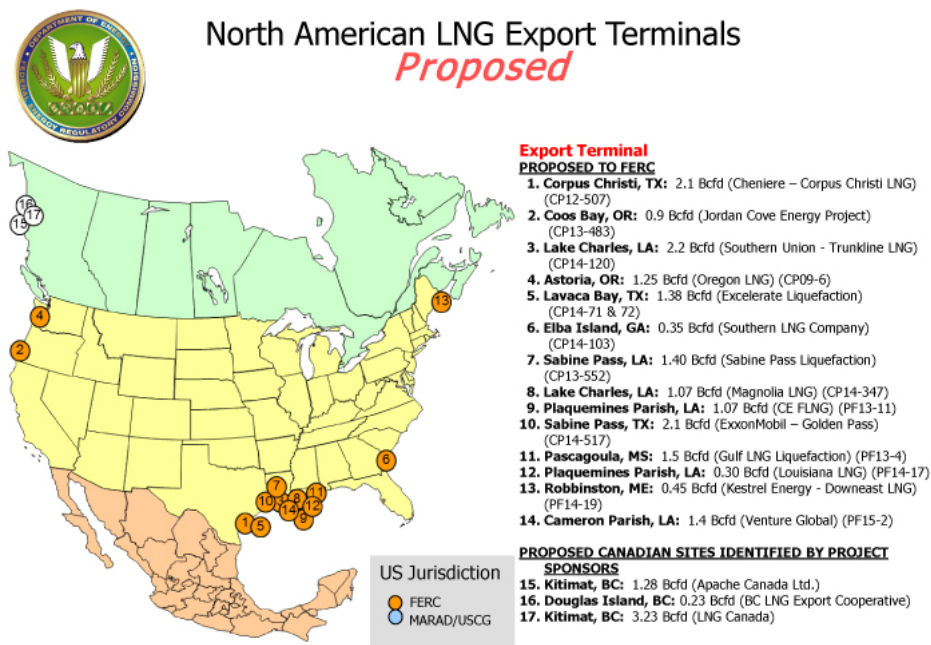 North American LNG Export Terminals
Proposed
DEPARTMENT OF ENERGY
FEDERAL ENERGY REGULATORY COMMISSION
Export Terminal
PROPOSED TO FERC
1. Corpus Christi, TX: 2.1 Bcfd (Cheniere – Corpus Christi LNG)
(CP12-507)
2. Coos Bay, OR: 0.9 Bcfd (Jordan Cove Energy Project)
(CP13-483)
3. Lake Charles, LA: 2.2 Bcfd (Southern Union - Trunkline LNG)
(CP14-120)
4. Astoria, OR: 1.25 Bcfd (Oregon LNG) (CP09-6)
5. Lavaca Bay, TX: 1.38 Bcfd (Excelerate Liquefaction)
(CP14-71 & 72)
6. Elba Island, GA: 0.35 Bcfd (Southern LNG Company)
(CP14-103)
7. Sabine Pass, LA: 1.40 Bcfd (Sabine Pass Liquefaction)
(CP13-552)
8. Lake Charles, LA: 1.07 Bcfd (Magnolia LNG) (CP14-347)
9. Plaquemines Parish, LA: 1.07 Bcfd (CE FLNG) (PF13-11)
10. Sabine Pass, TX: 2.1 Bcfd (ExxonMobil – Golden Pass)
(CP14-517)
11. Pascagoula, MS: 1.5 Bcfd (Gulf LNG Liquefaction) (PF13-4)
12. Plaquemines Parish, LA: 0.30 Bcfd (Louisiana LNG) (PF14-17)
13. Robbinston, ME: 0.45 Bcfd (Kestrel Energy - Downeast LNG)
(PF14-19)
14. Cameron Parish, LA: 1.4 Bcfd (Venture Global) (PF15-2)
PROPOSED CANADIAN SITES IDENTIFIED BY PROJECT
SPONSORS
15. Kitimat, BC: 1.28 Bcfd (Apache Canada Ltd.)
16. Douglas Island, BC: 0.23 Bcfd (BC LNG Export Cooperative)
17. Kitimat, BC: 3.23 Bcfd (LNG Canada)
16
17
15
4
2
13
6
7
10
8
11
14
12
9
1
5
US Jurisdiction
FERC
MARAD/USCG